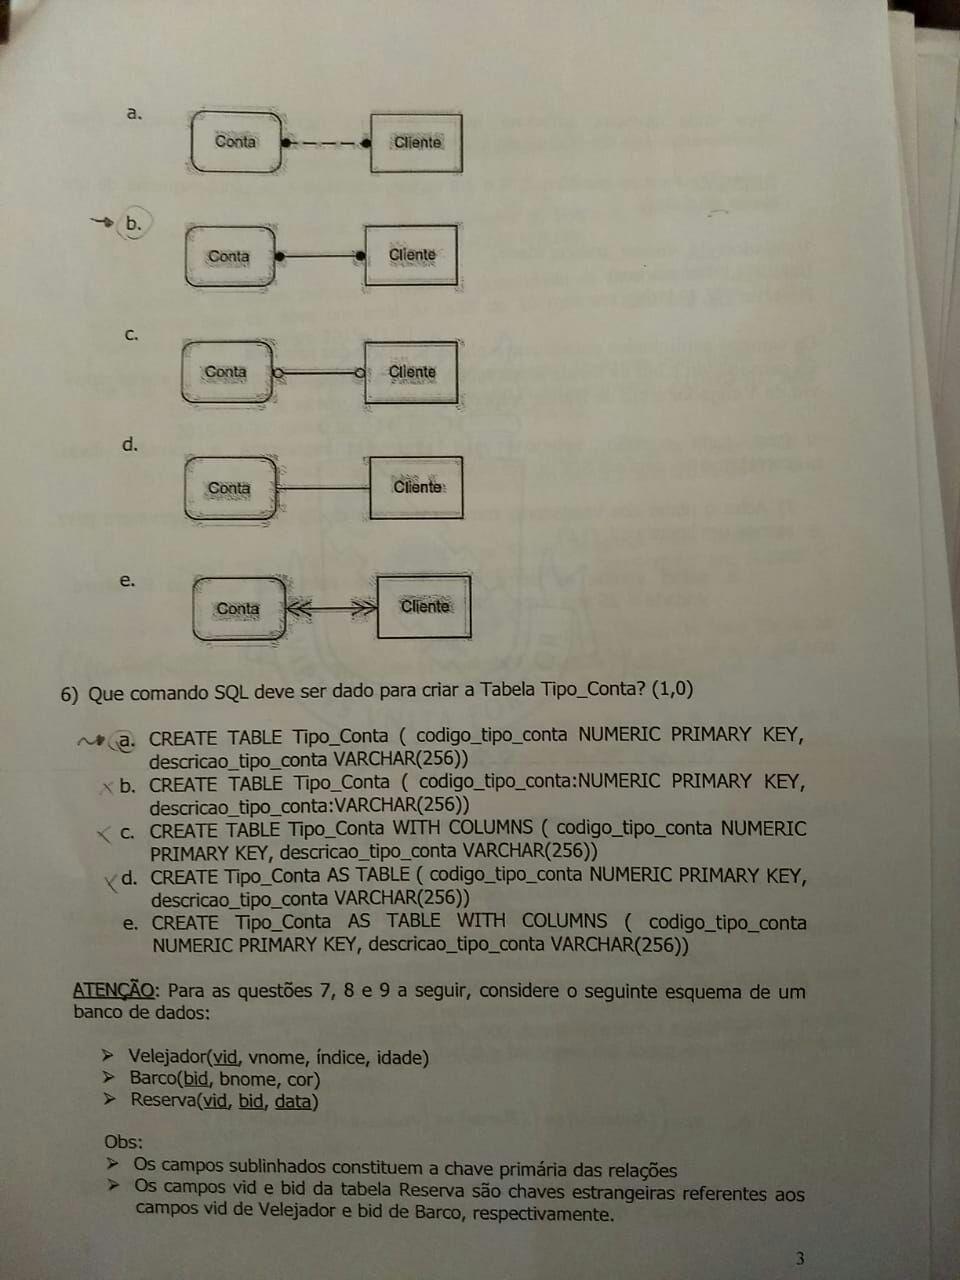 a.
Conta Cliente
b.
Conta Cliente
c.
Conta Cliente
d.
Conta Cliente
e.
Conta Cliente
6) Que comando SQL deve ser dado para criar a Tabela Tipo_Conta? (1,0)
a. CREATE TABLE Tipo_Conta ( codigo_tipo_conta NUMERIC PRIMARY KEY,
descricao_tipo_conta VARCHAR(256))
b. CREATE TABLE Tipo_Conta ( codigo_tipo_conta:NUMERIC PRIMARY KEY,
descricao_tipo_conta:VARCHAR(256))
c. CREATE TABLE Tipo_Conta WITH COLUMNS ( codigo_tipo_conta NUMERIC
PRIMARY KEY, descricao_tipo_conta VARCHAR(256))
d. CREATE Tipo_Conta AS TABLE ( codigo_tipo_conta NUMERIC PRIMARY KEY,
descricao_tipo_conta VARCHAR(256))
e. CREATE Tipo_Conta AS TABLE WITH COLUMNS ( codigo_tipo_conta
NUMERIC PRIMARY KEY, descricao_tipo_conta VARCHAR(256))
ATENÇÃO: Para as questões 7, 8 e 9 a seguir, considere o seguinte esquema de um
banco de dados:
➢ Velejador(vid, vnome, índice, idade)
➢ Barco(bid, bnome, cor)
➢ Reserva(vid, bid, data)
Obs:
➢ Os campos sublinhados constituem a chave primária das relações
➢ Os campos vid e bid da tabela Reserva são chaves estrangeiras referentes aos
campos vid de Velejador e bid de Barco, respectivamente.
3